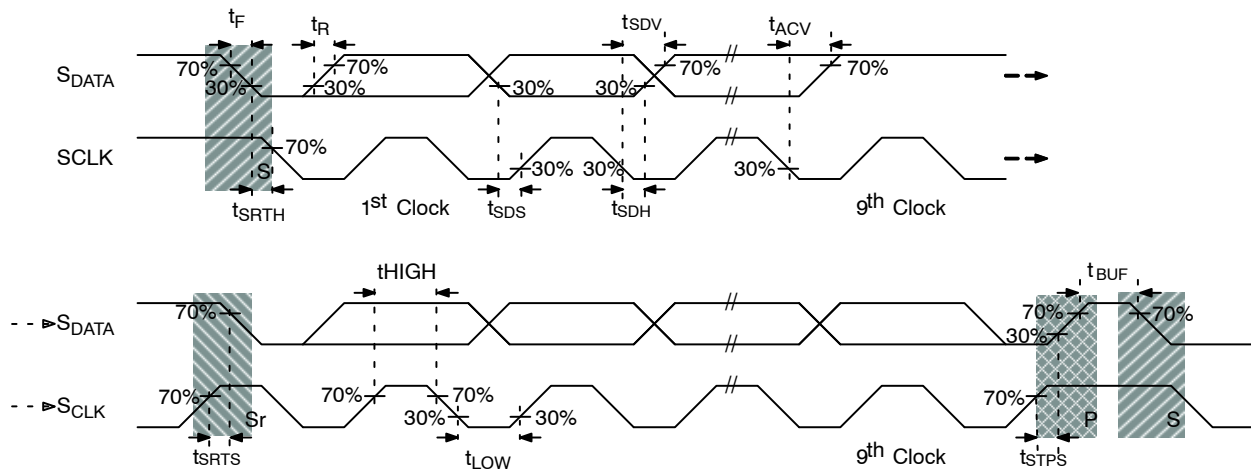 tF tR tSDV tACV
SDATA 70% 30% 70% 30% 30% 30% 70% 70%
SCLK S 70% 30% 30% 30%
tSRTH 1st Clock tSDS tSDH 9th Clock
tHIGH tBUF
SDATA 70% 70% 30% 70%
SCLK 70% Sr 70% 70% 30% 30% 70% P S
tSRTS tLOW 9th Clock tSTPS